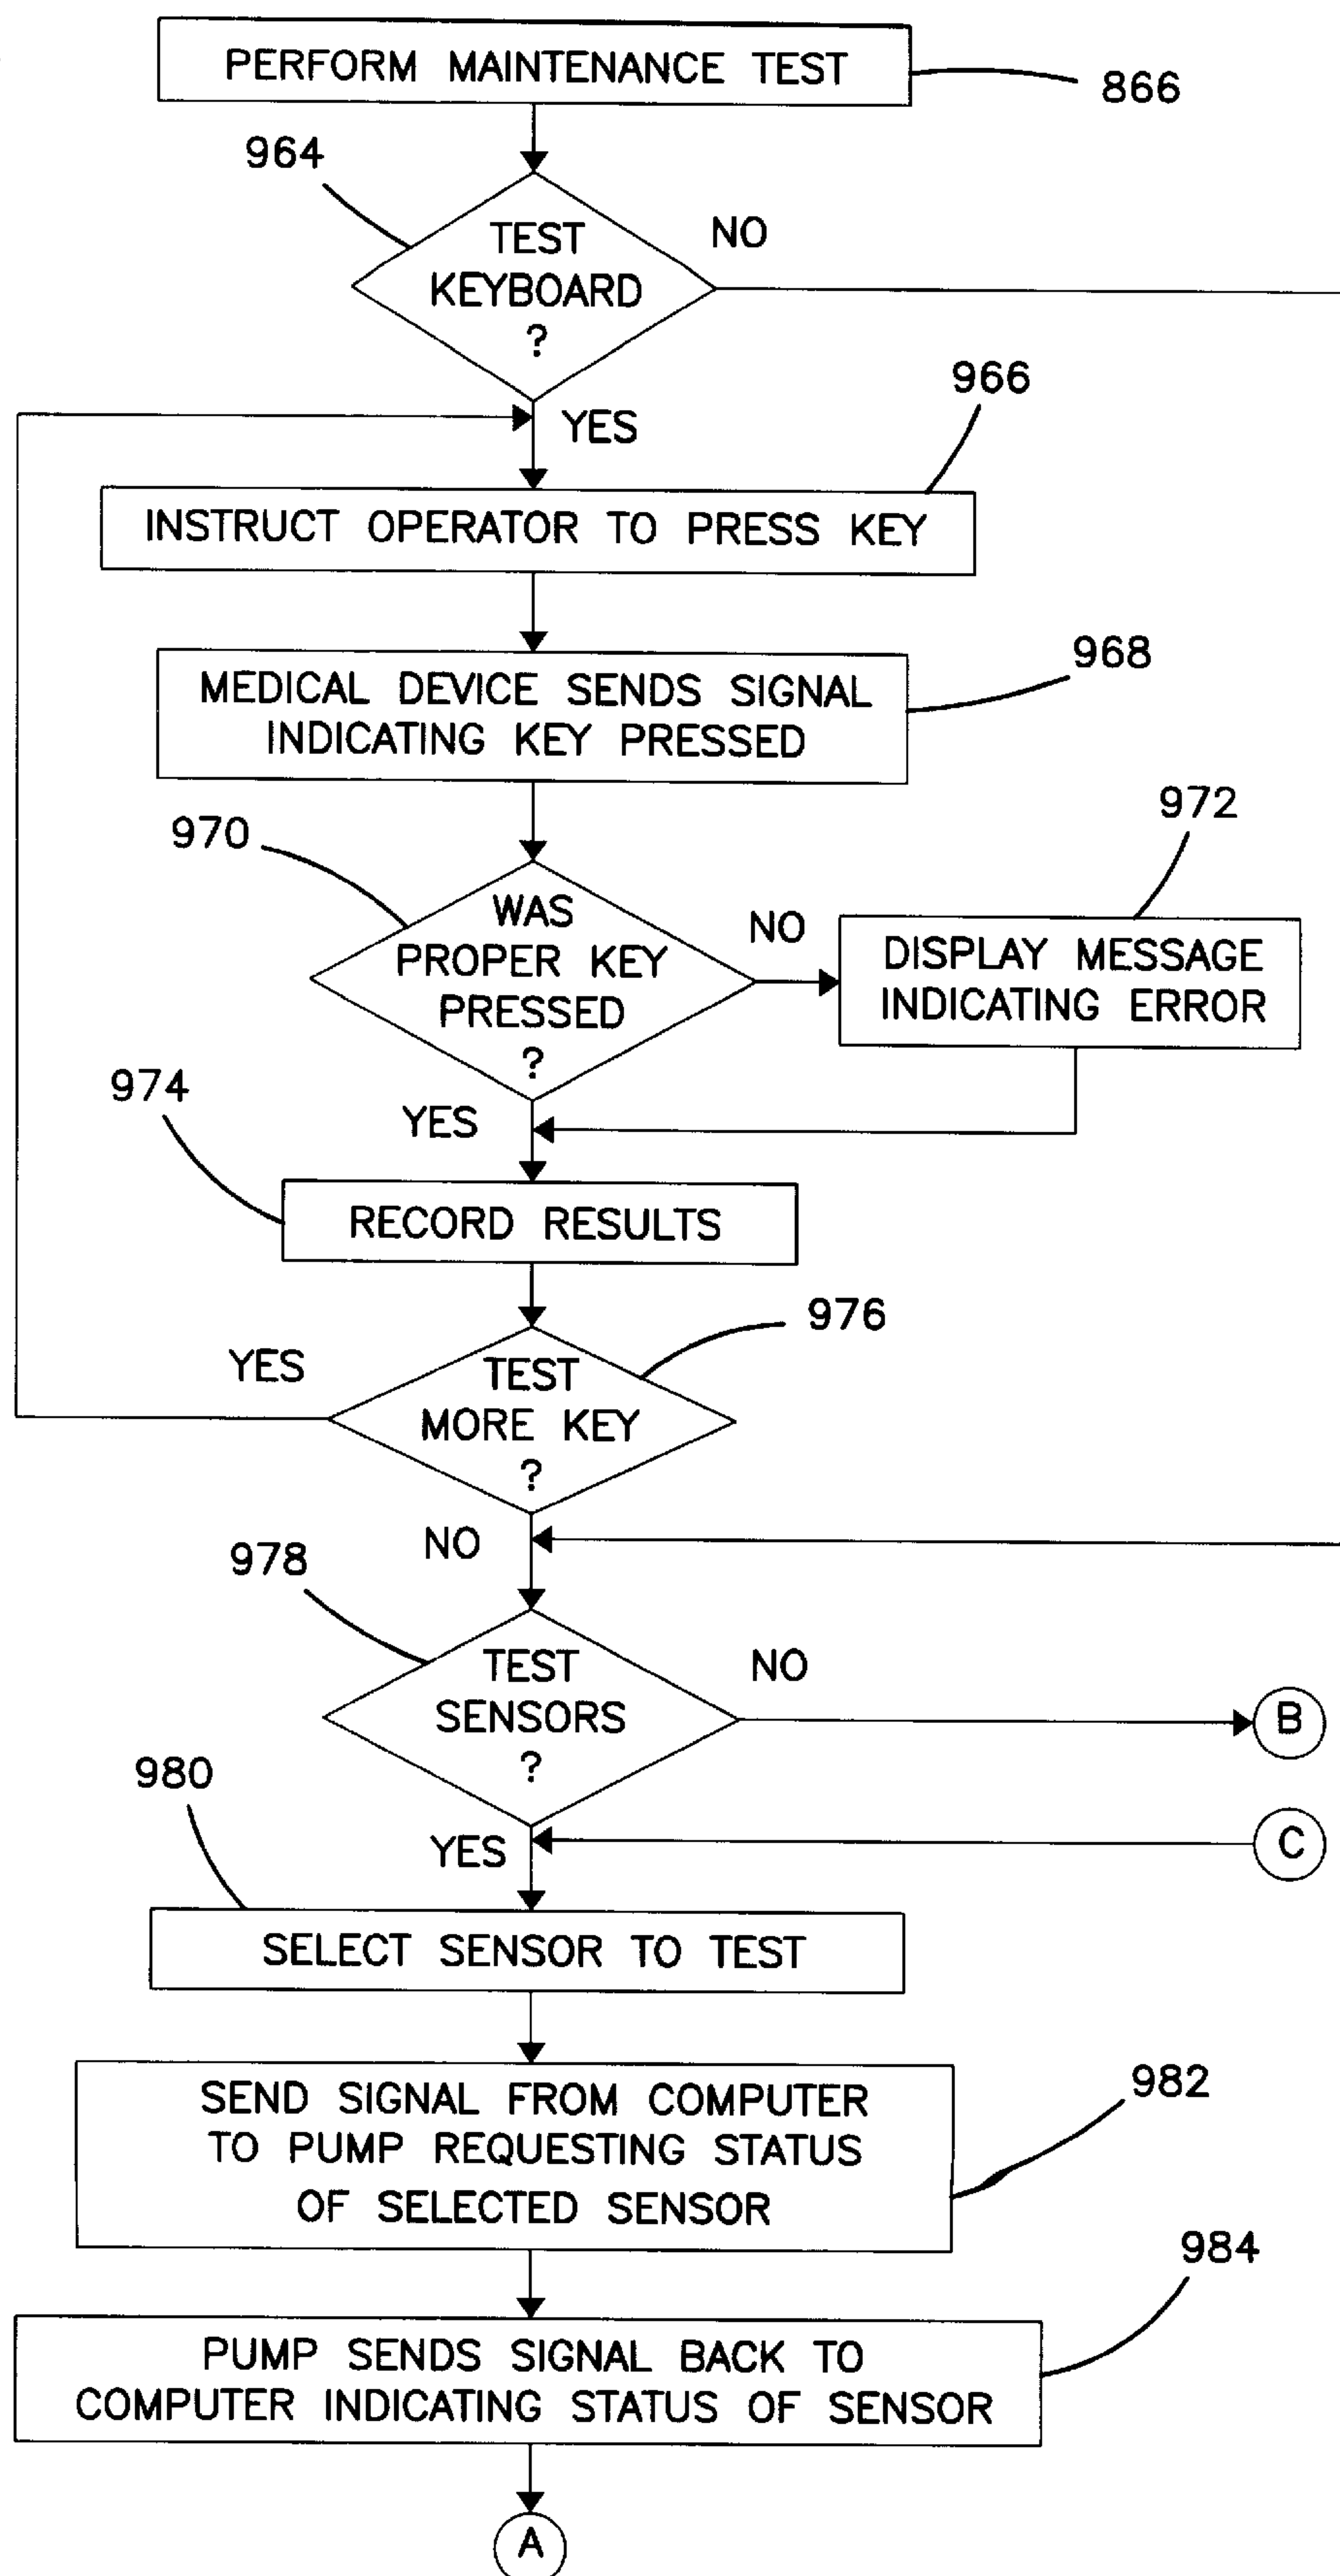 PERFORM MAINTENANCE TEST
866
964
TEST
KEYBOARD
?
NO
YES
966
INSTRUCT OPERATOR TO PRESS KEY
968
MEDICAL DEVICE SENDS SIGNAL
INDICATING KEY PRESSED
970
WAS
PROPER KEY
PRESSED
?
NO
972
DISPLAY MESSAGE
INDICATING ERROR
YES
974
RECORD RESULTS
976
TEST
MORE KEY
?
YES
NO
978
TEST
SENSORS
?
NO
B
C
YES
980
SELECT SENSOR TO TEST
982
SEND SIGNAL FROM COMPUTER
TO PUMP REQUESTING STATUS
OF SELECTED SENSOR
984
PUMP SENDS SIGNAL BACK TO
COMPUTER INDICATING STATUS OF SENSOR
A